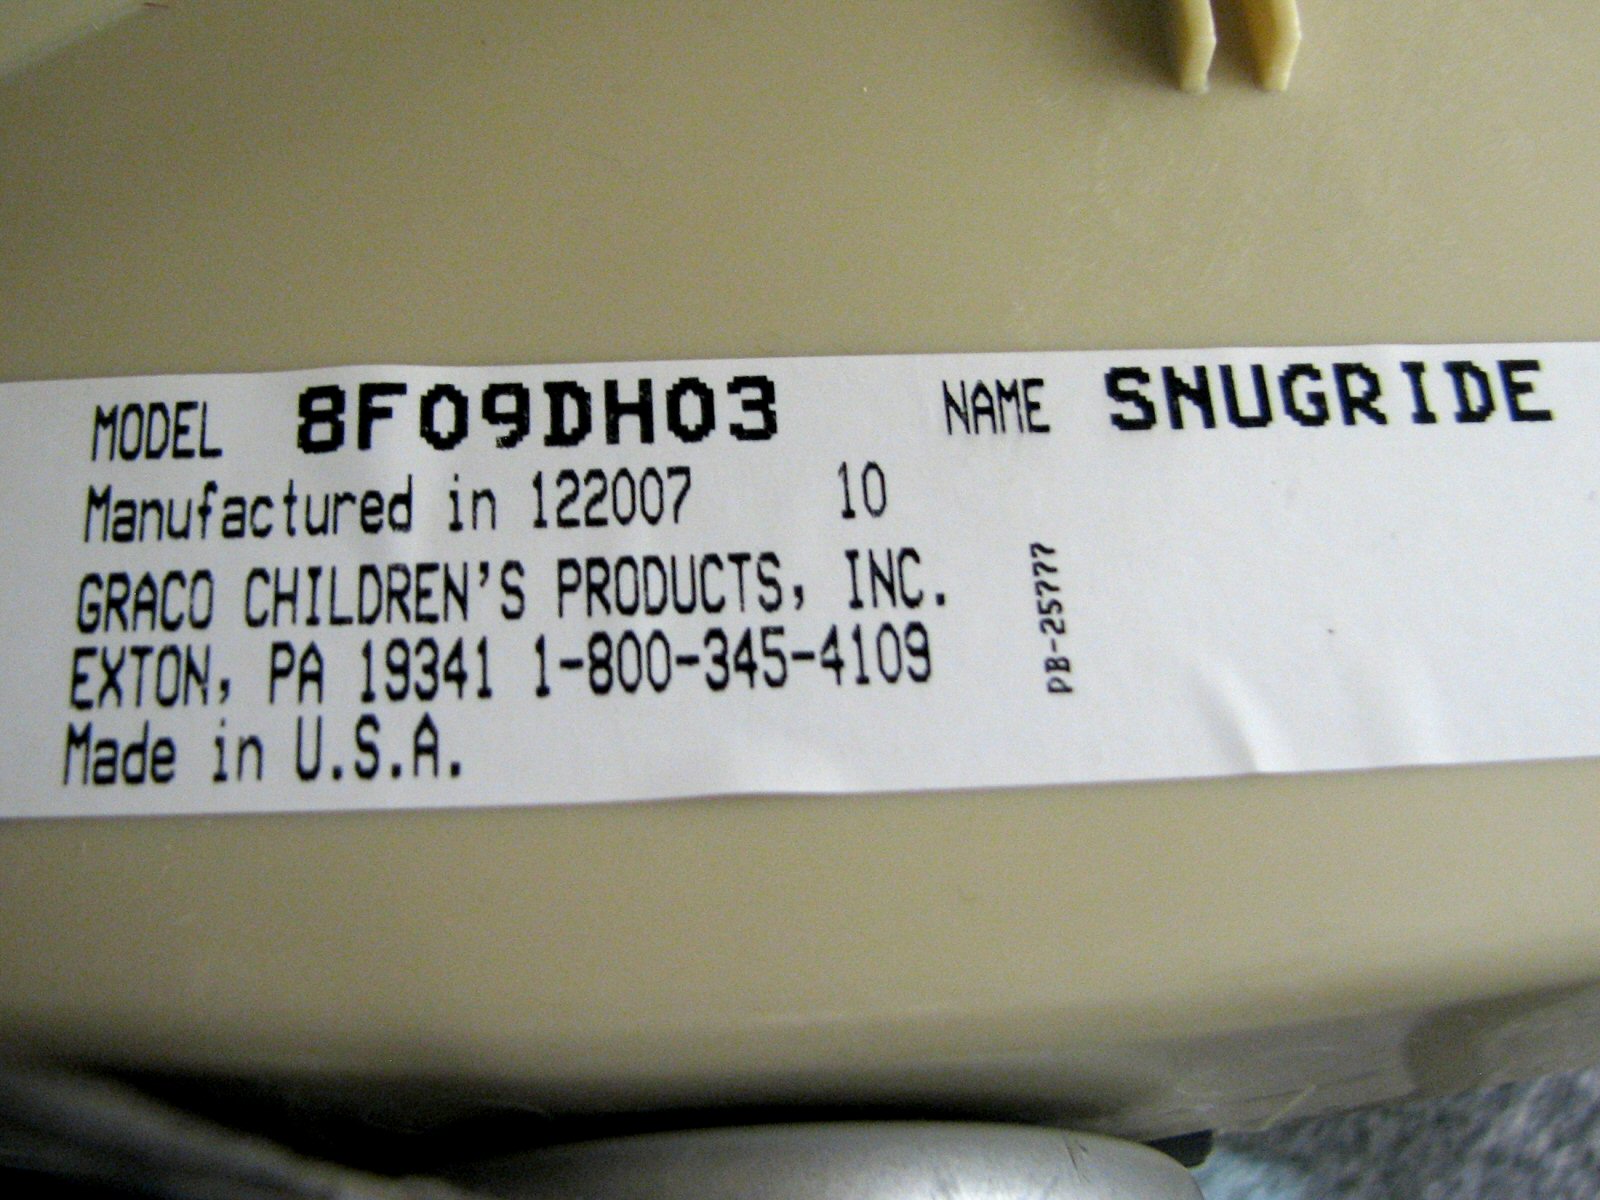 MODEL 8F09DH03 NAME SNUGRIDE
Manufactured in 122007 10
GRACO CHILDREN'S PRODUCTS, INC.
EXTON, PA 19341 1-800-345-4109
Made in U.S.A.
PB-25777